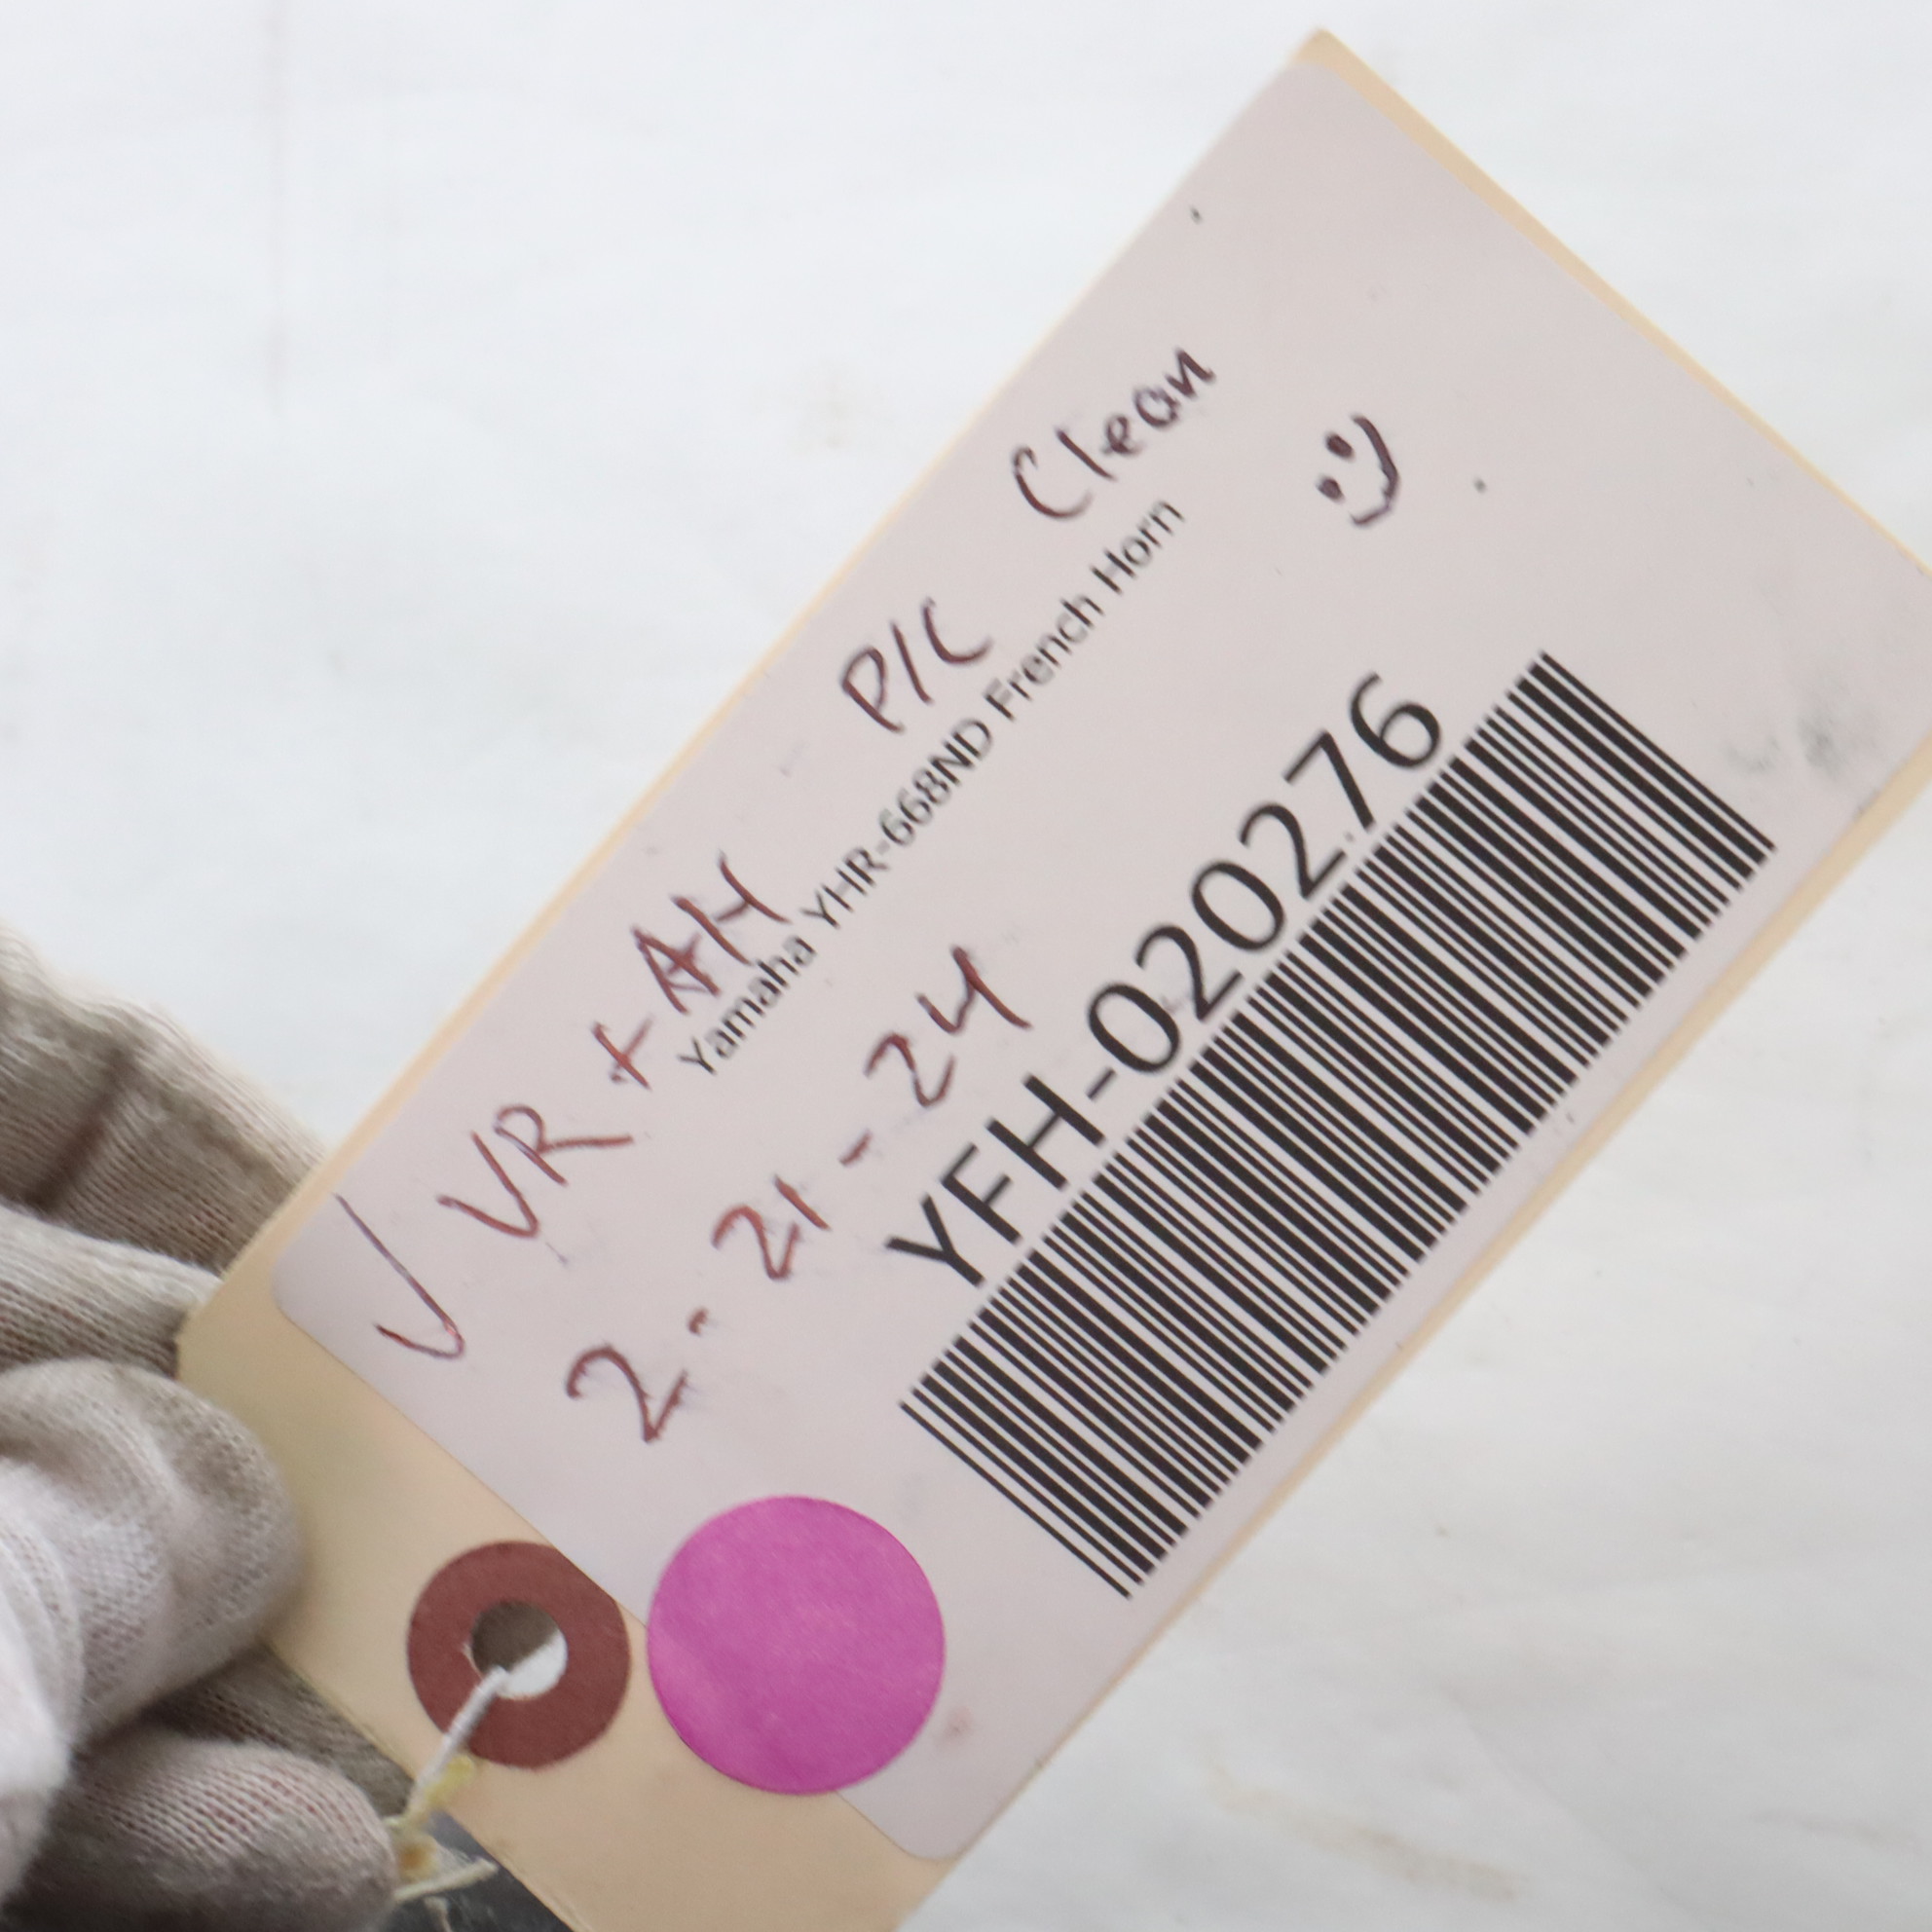 ✓ VR + AH P/C Clean
Yamaha YHR-668ND French Horn
2-21-24 :)
YFH-020276